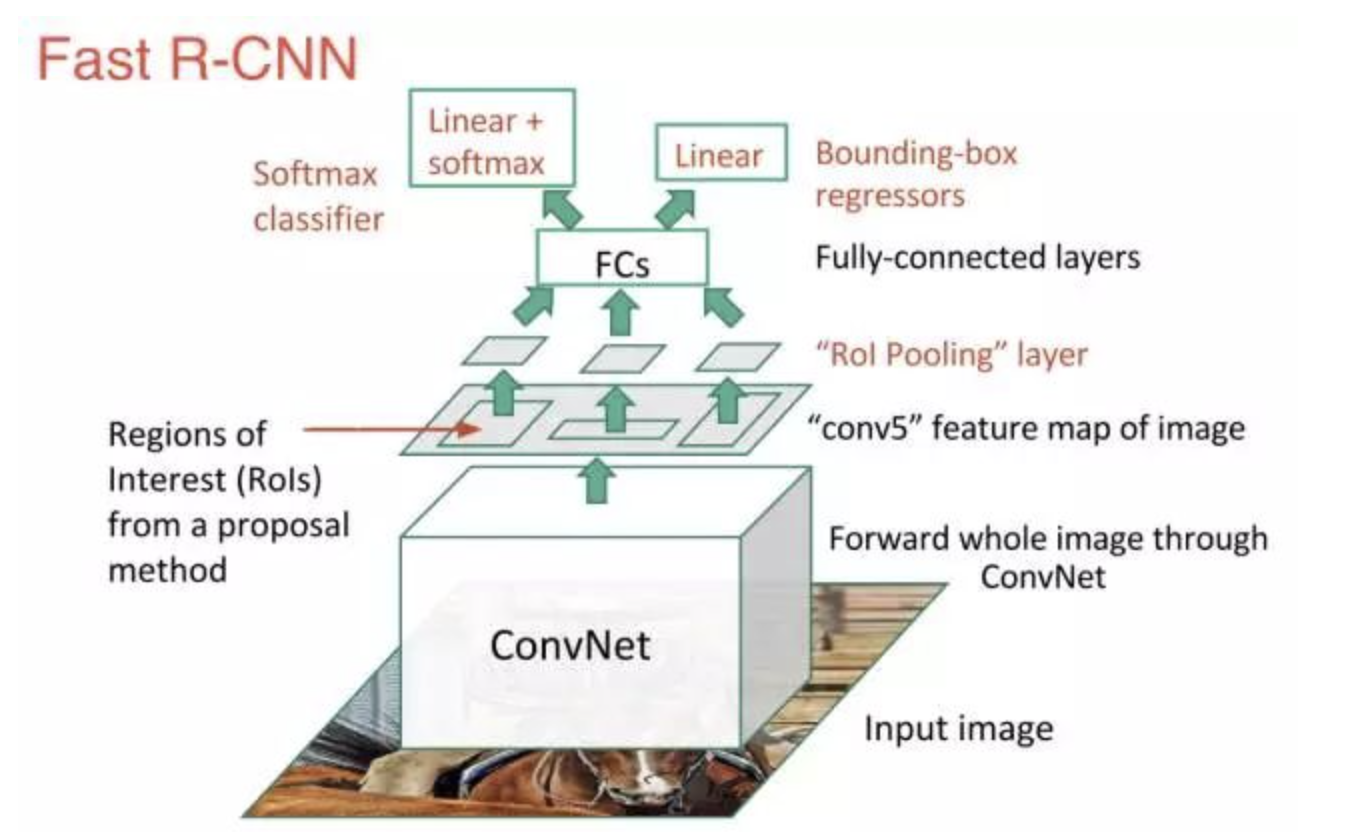 Fast R-CNN
Linear +
softmax
Linear
Softmax
classifier
Bounding-box
regressors
FCs
Fully-connected layers
“RoI Pooling” layer
Regions of
Interest (RoIs)
from a proposal
method
“conv5” feature map of image
Forward whole image through
ConvNet
ConvNet
Input image